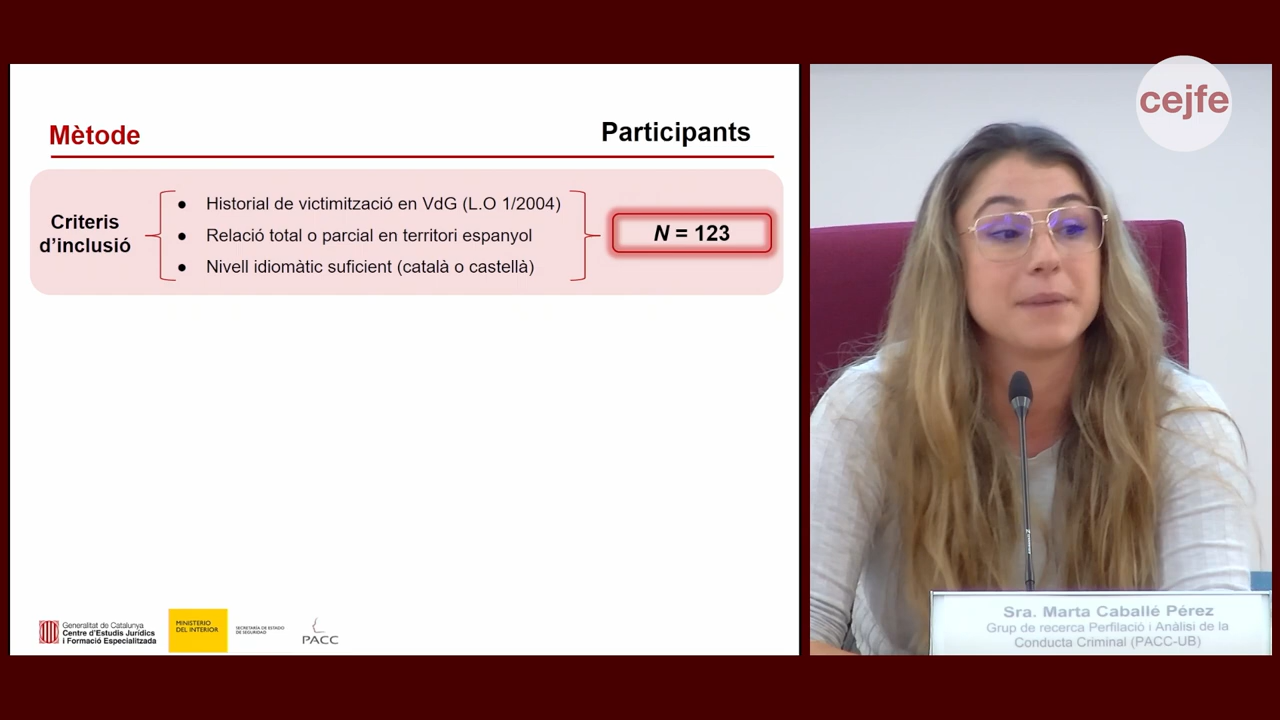 Mètode
Participants
Criteris
d'inclusió
● Historial de victimització en VdG (L.O 1/2004)
● Relació total o parcial en territori espanyol
● Nivell idiomàtic suficient (català o castellà)
N = 123
Generalitat de Catalunya
Centre d'Estudis Jurídics
i Formació Especialitzada
MINISTERIO
DEL INTERIOR
SECRETARÍA DE ESTADO
DE SEGURIDAD
PACC
cejfe
Sra. Marta Caballé Pérez
Grup de recerca Perfilació i Anàlisi de la
Conducta Criminal (PACC-UB)